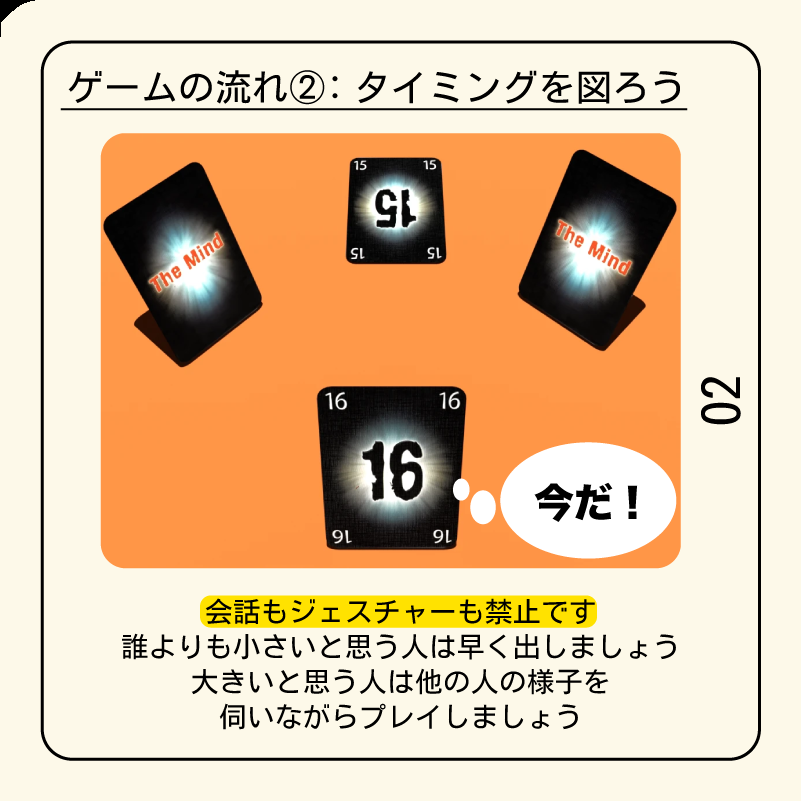 ゲームの流れ②: タイミングを図ろう
The Mind
15 15
15
15 15
The Mind
16 16
16
16 16
今だ！
02
会話もジェスチャーも禁止です
誰よりも小さいと思う人は早く出しましょう
大きいと思う人は他の人の様子を
伺いながらプレイしましょう